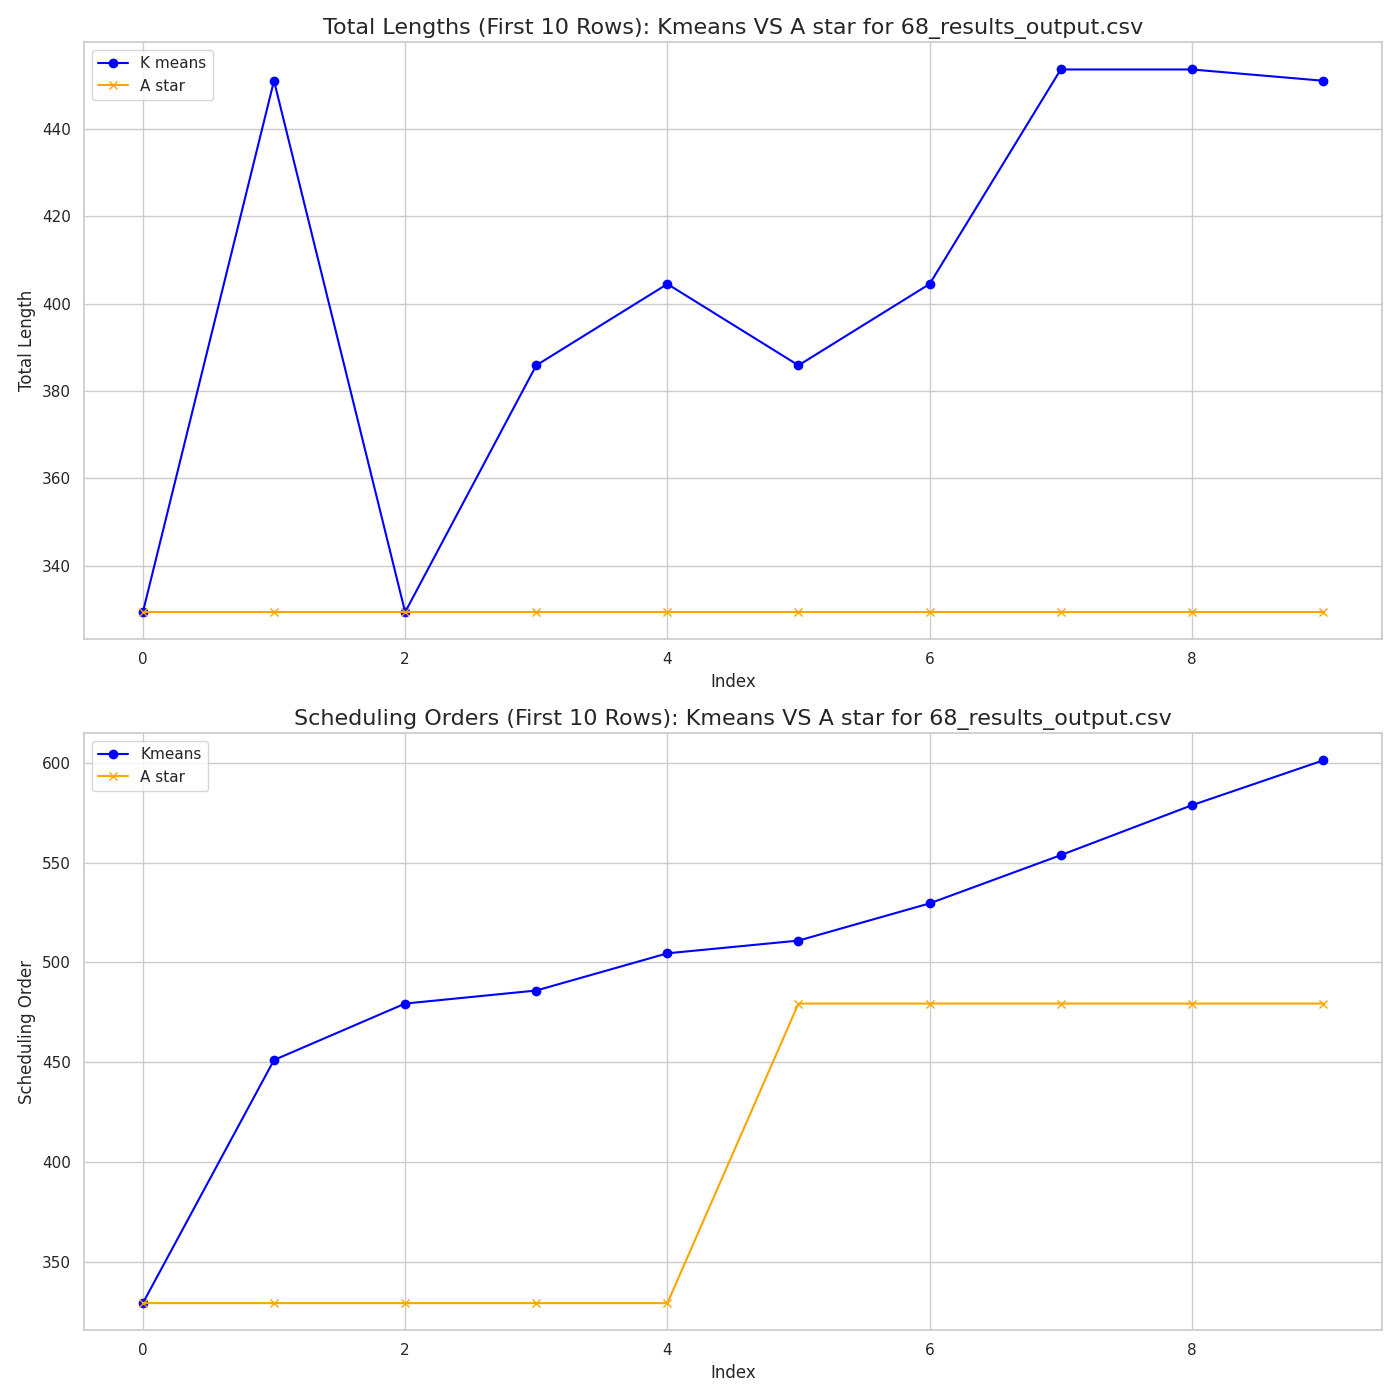 Total Lengths (First 10 Rows): Kmeans VS A star for 68_results_output.csv
K means
A star
440
420
400
380
360
340
Total Length
0 2 4 6 8
Index
Scheduling Orders (First 10 Rows): Kmeans VS A star for 68_results_output.csv
Kmeans
A star
600
550
500
450
400
350
Scheduling Order
0 2 4 6 8
Index